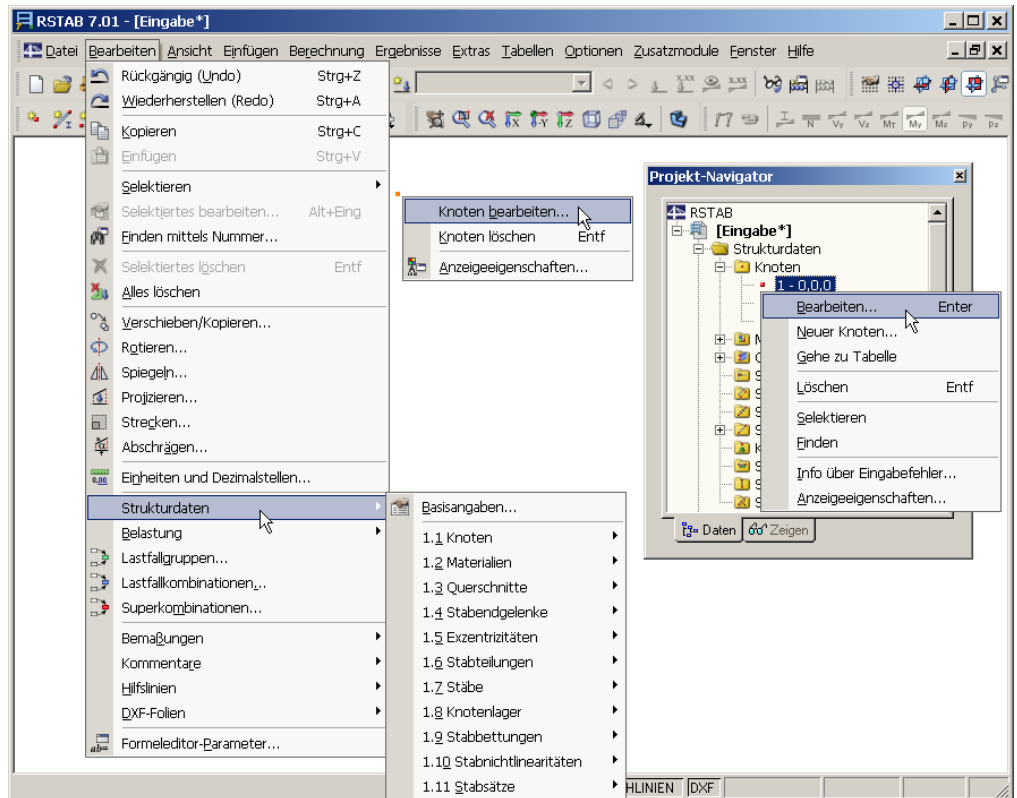 RSTAB 7.01 - [Eingabe*]
Datei Bearbeiten Ansicht Einfügen Berechnung Ergebnisse Extras Tabellen Optionen Zusatzmodule Fenster Hilfe
Rückgängig (Undo) Strg+Z
Wiederherstellen (Redo) Strg+A
Kopieren Strg+C
Einfügen Strg+V
Selektieren
Selektiertes bearbeiten... Alt+Eing
Finden mittels Nummer...
Selektiertes löschen Entf
Alles löschen
Verschieben/Kopieren...
Rotieren...
Spiegeln...
Projizieren...
Strecken...
Abschrägen...
Einheiten und Dezimalstellen...
Strukturdaten
Belastung
Lastfallgruppen...
Lastfallkombinationen...
Superkombinationen...
Bemaßungen
Kommentare
Hilfslinien
DXF-Folien
Formeleditor-Parameter...
Basisangaben...
1.1 Knoten
1.2 Materialien
1.3 Querschnitte
1.4 Stabendgelenke
1.5 Exzentrizitäten
1.6 Stabteilungen
1.7 Stäbe
1.8 Knotenlager
1.9 Stabbettungen
1.10 Stabnichtlinearitäten
1.11 Stabsätze
Knoten bearbeiten...
Knoten löschen Entf
Anzeigeeigenschaften...
Projekt-Navigator
RSTAB
[Eingabe*]
Strukturdaten
Knoten
1 - 0,0,0
Bearbeiten... Enter
Neuer Knoten...
Gehe zu Tabelle
Löschen Entf
Selektieren
Finden
Info über Eingabefehler...
Anzeigeeigenschaften...
Daten Zeigen
HLINIEN DXF